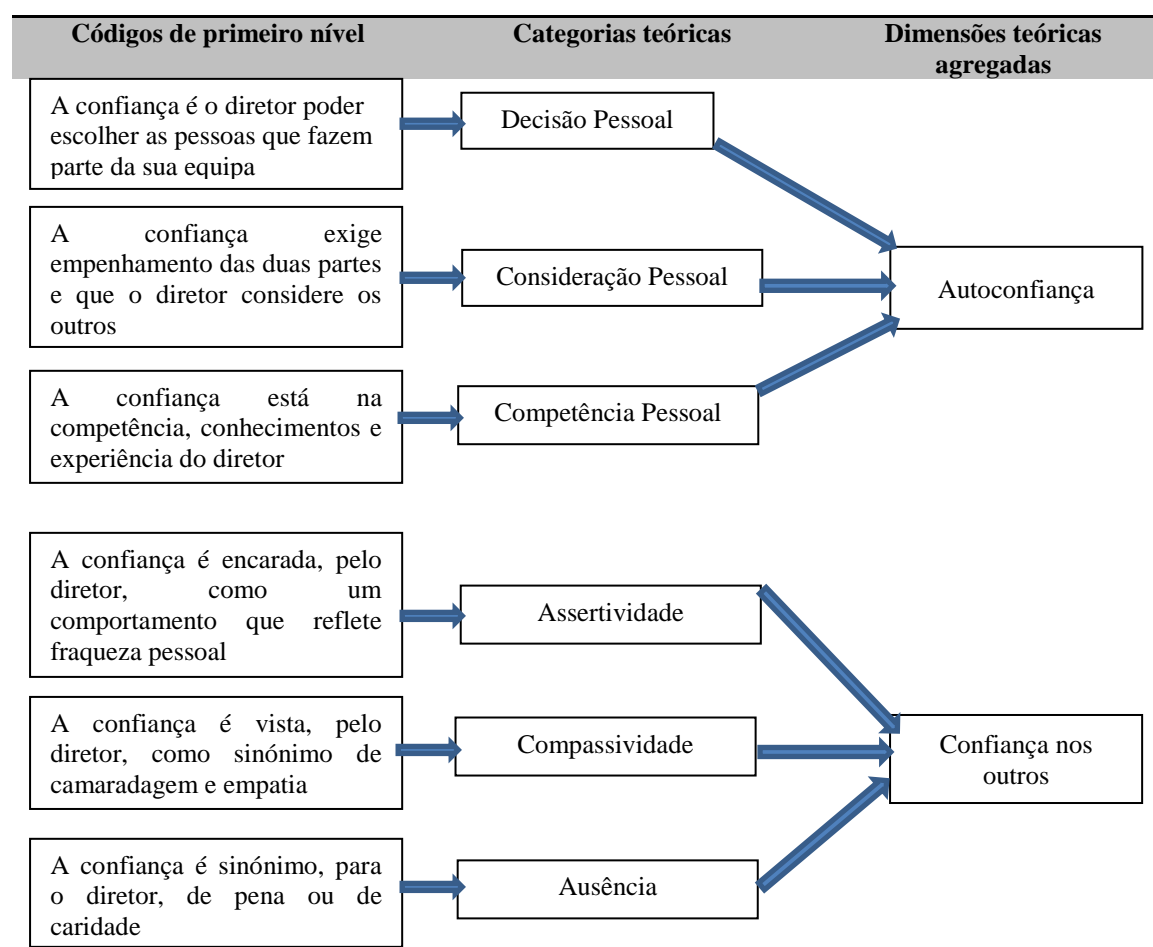 Códigos de primeiro nível
Categorias teóricas
Dimensões teóricas
agregadas
A confiança é o diretor poder
escolher as pessoas que fazem
parte da sua equipa
Decisão Pessoal
A confiança exige
empenhamento das duas partes
e que o diretor considere os
outros
Consideração Pessoal
Autoconfiança
A confiança está na
competência, conhecimentos e
experiência do diretor
Competência Pessoal
A confiança é encarada, pelo
diretor, como um
comportamento que reflete
fraqueza pessoal
Assertividade
A confiança é vista, pelo
diretor, como sinónimo de
camaradagem e empatia
Compassividade
Confiança nos
outros
A confiança é sinónimo, para
o diretor, de pena ou de
caridade
Ausência